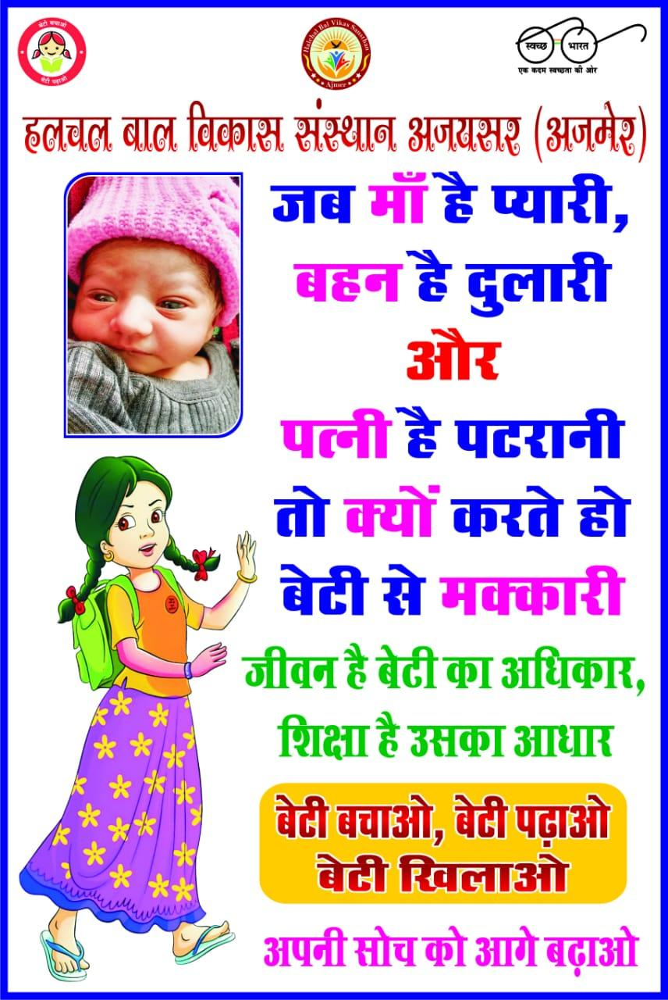 बेटी बचाओ
बेटी पढ़ाओ
Halchal Bal Vikas Sansthan
Ajmer
स्वच्छ भारत
एक कदम स्वच्छता की ओर
हलचल बाल विकास संस्थान अजयसर (अजमेर)
जब माँ है प्यारी,
बहन है दुलारी
और
पत्नी है पटरानी
तो क्यों करते हो
बेटी से मक्कारी
जीवन है बेटी का अधिकार,
शिक्षा है उसका आधार
बेटी बचाओ, बेटी पढ़ाओ
बेटी खिलाओ
अपनी सोच को आगे बढ़ाओ